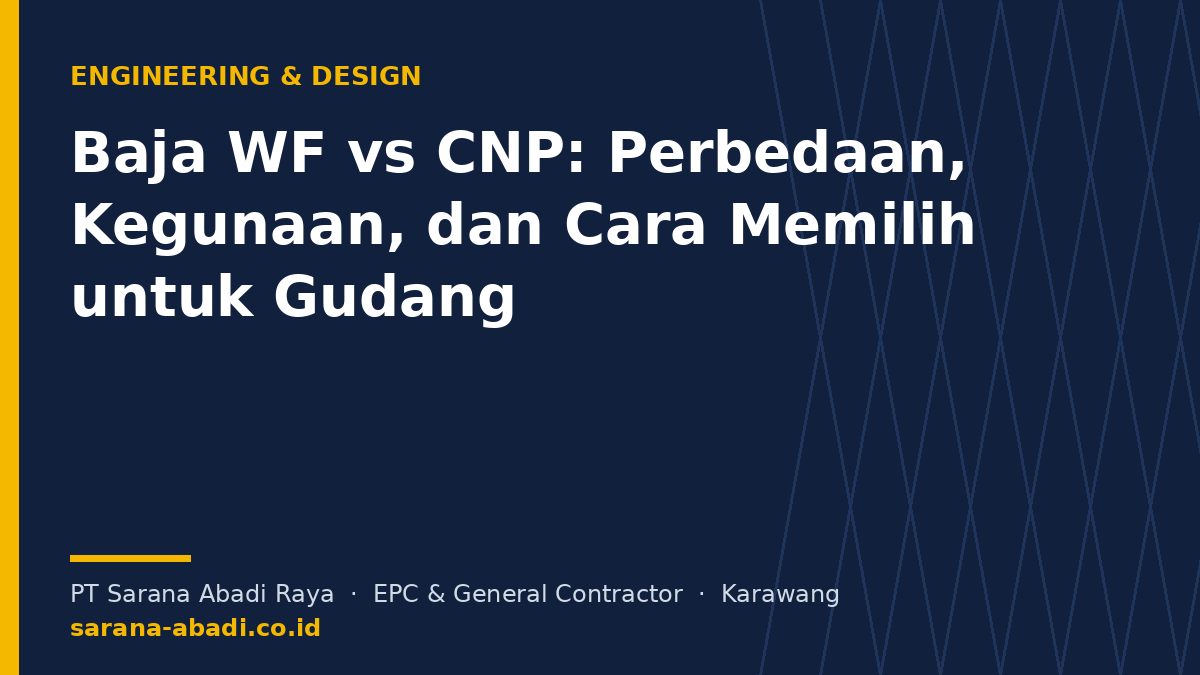 ENGINEERING & DESIGN
Baja WF vs CNP: Perbedaan,
Kegunaan, dan Cara Memilih
untuk Gudang
PT Sarana Abadi Raya · EPC & General Contractor · Karawang
sarana-abadi.co.id